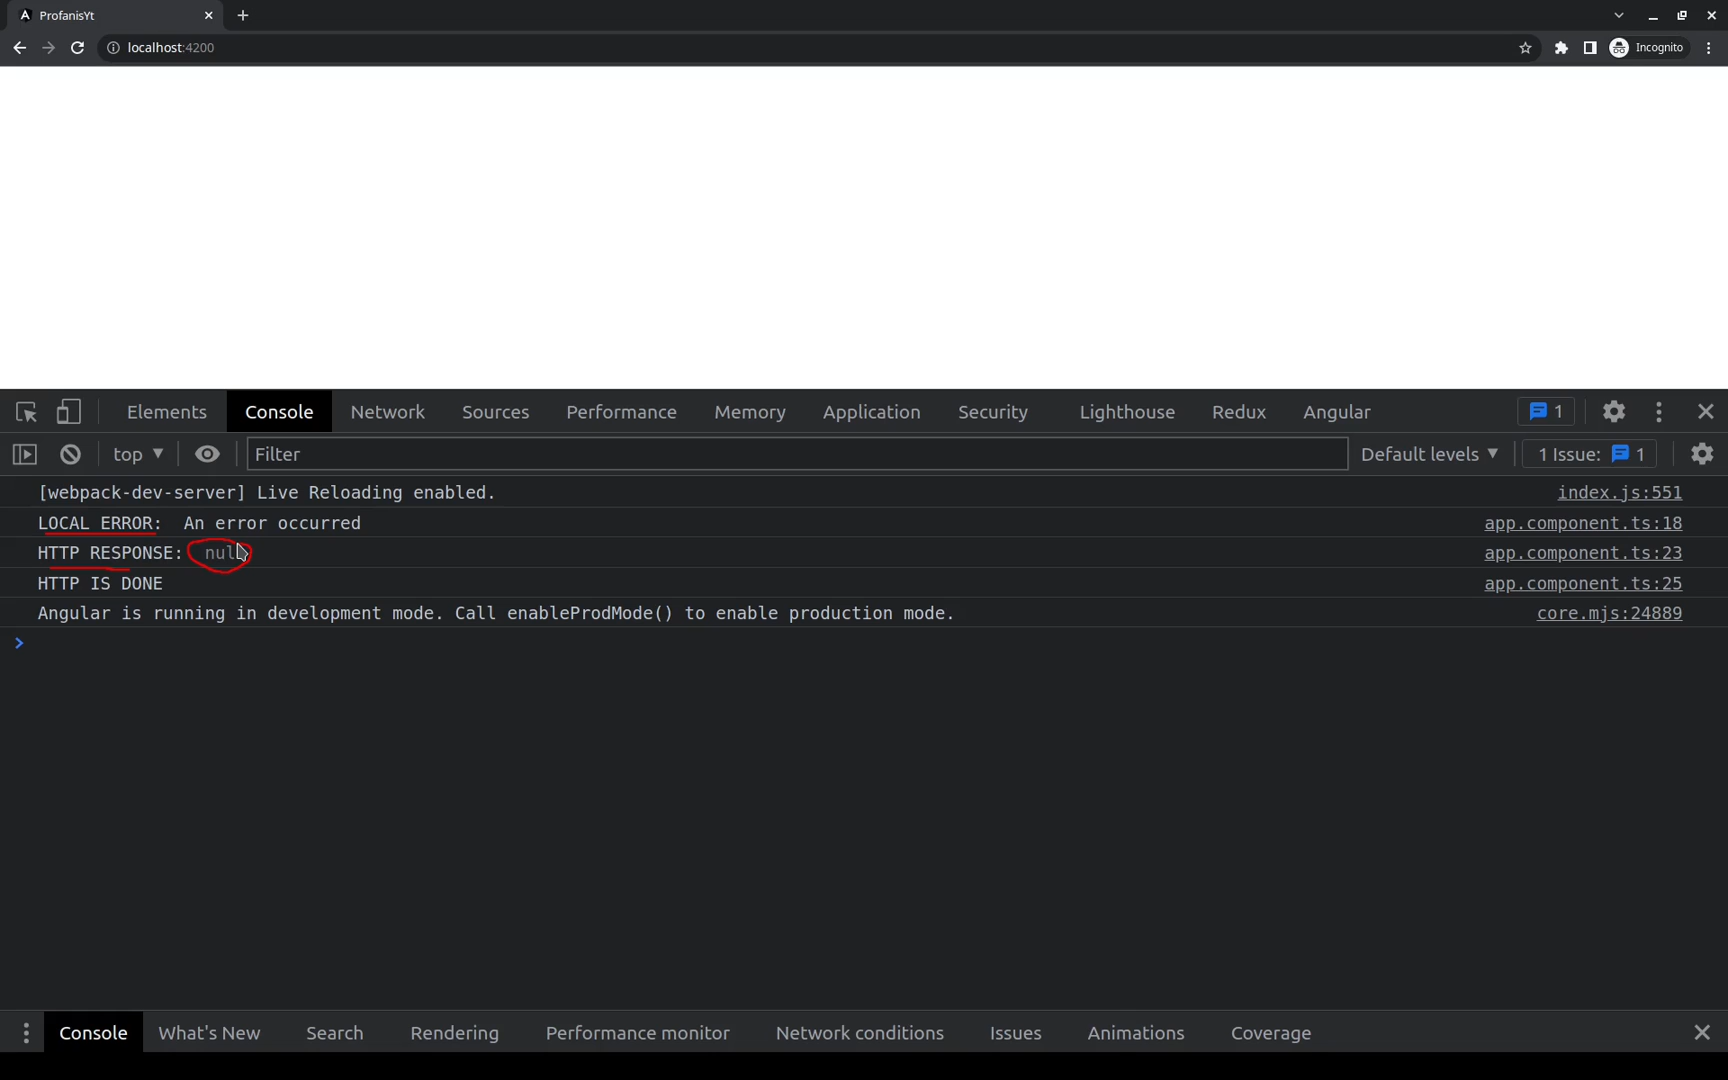 ProfanisYt
localhost:4200
Incognito
Elements Console Network Sources Performance Memory Application Security Lighthouse Redux Angular 1
top Filter Default levels 1 Issue: 1
[webpack-dev-server] Live Reloading enabled. index.js:551
LOCAL ERROR: An error occurred app.component.ts:18
HTTP RESPONSE: null app.component.ts:23
HTTP IS DONE app.component.ts:25
Angular is running in development mode. Call enableProdMode() to enable production mode. core.mjs:24889
Console What's New Search Rendering Performance monitor Network conditions Issues Animations Coverage